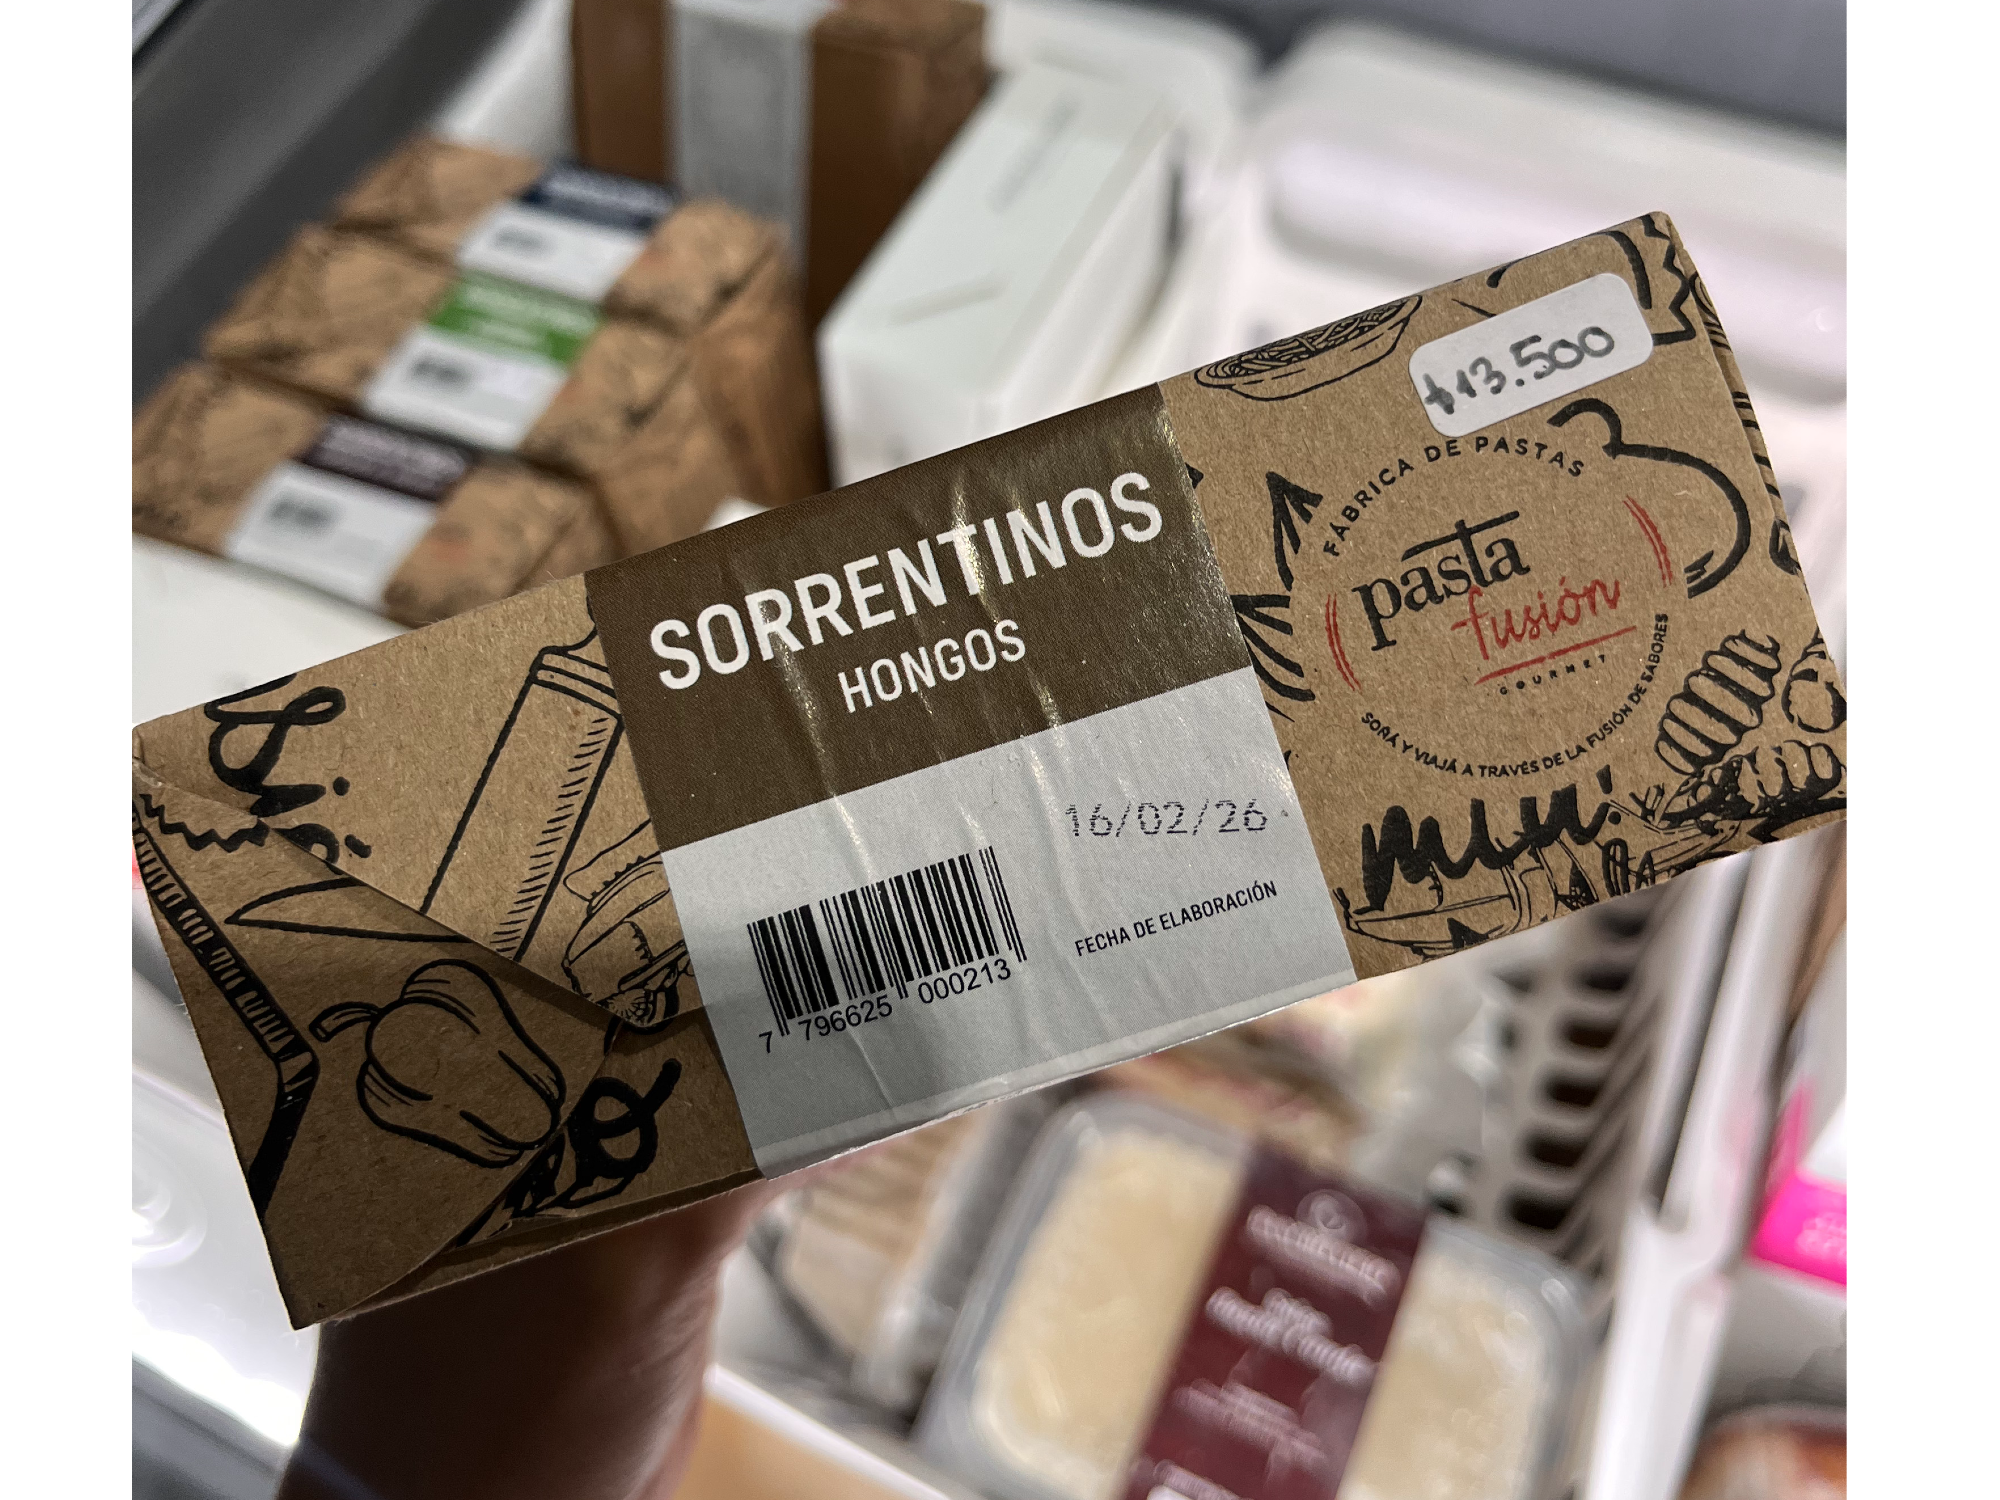 $13.500
FÁBRICA DE PASTAS
pasta
fusión
GOURMET
SOÑÁ Y VIAJÁ A TRAVÉS DE LA FUSIÓN DE SABORES
SORRENTINOS
HONGOS
16/02/26
FECHA DE ELABORACIÓN
7 796625 000213